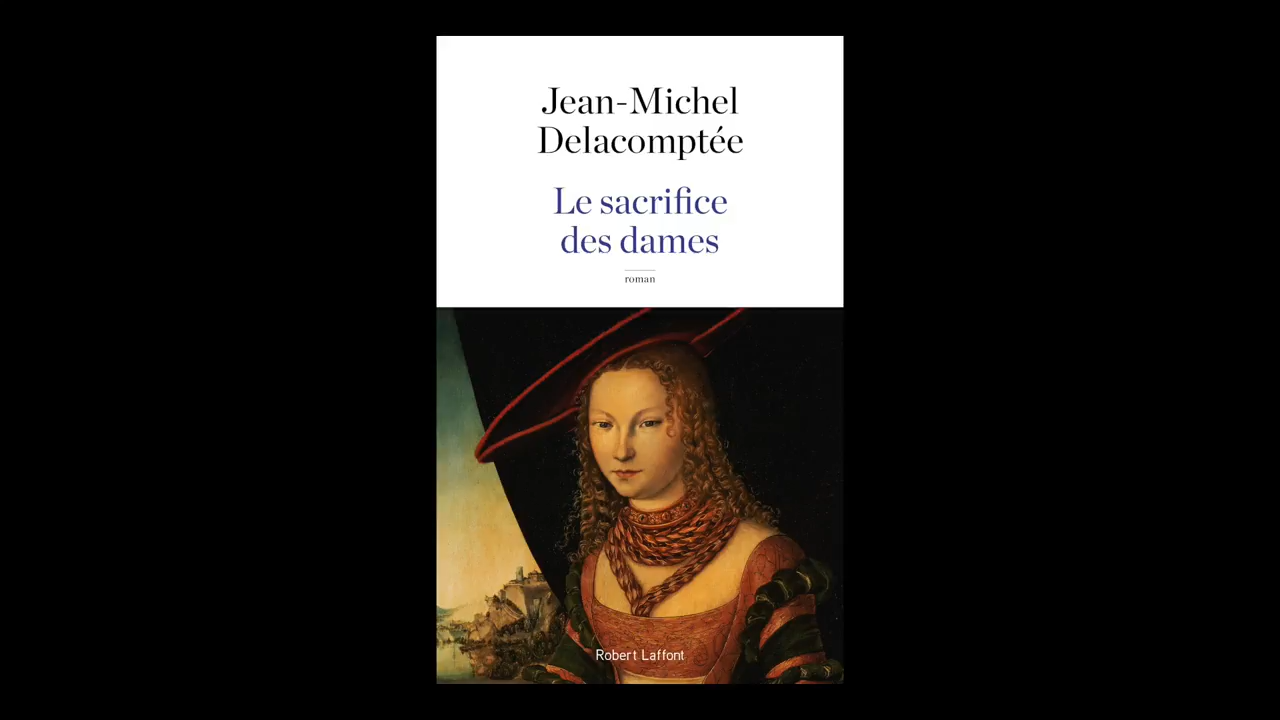 Jean-Michel
Delacomptée
Le sacrifice
des dames
roman
Robert Laffont